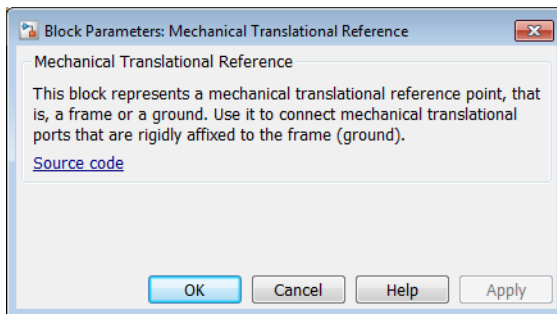 Block Parameters: Mechanical Translational Reference
Mechanical Translational Reference
This block represents a mechanical translational reference point, that
is, a frame or a ground. Use it to connect mechanical translational
ports that are rigidly affixed to the frame (ground).
Source code
OK Cancel Help Apply